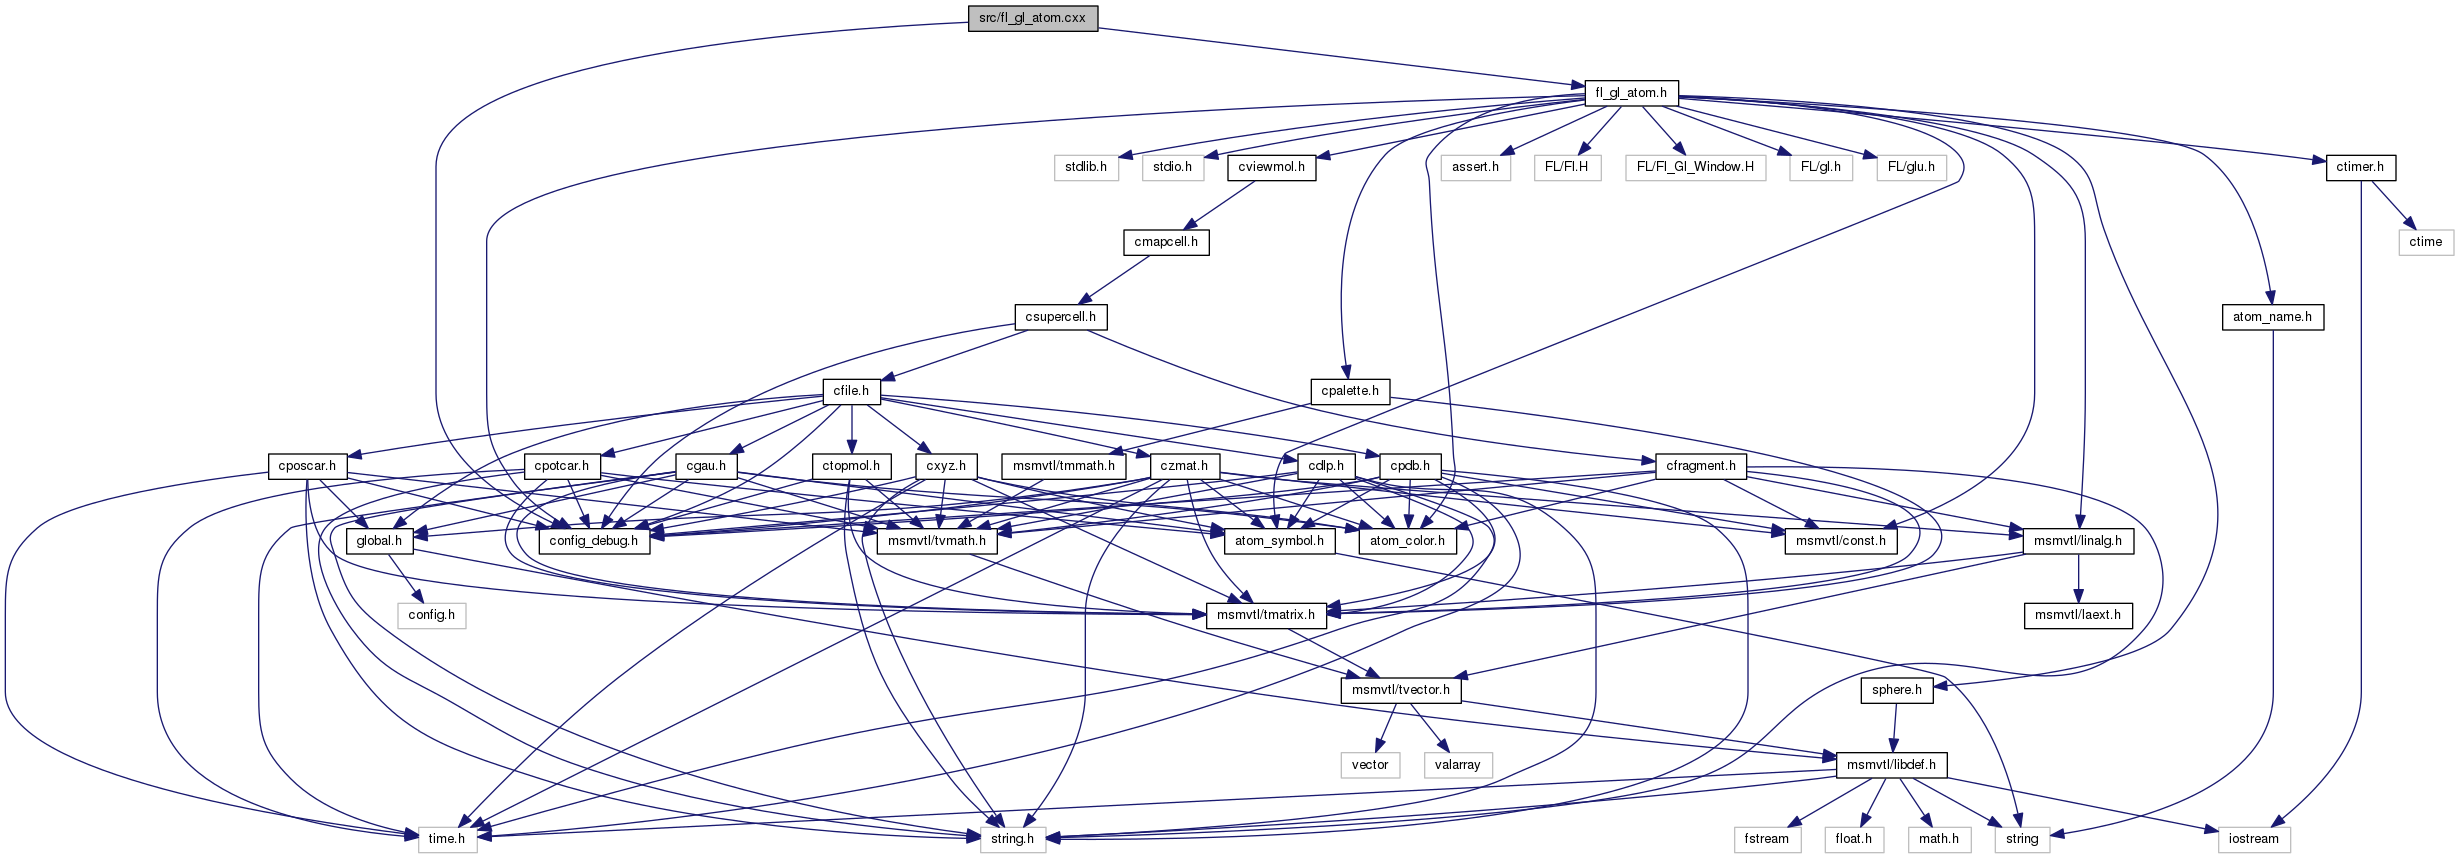 src/fl_gl_atom.cxx
fl_gl_atom.h
stdlib.h
stdio.h
cviewmol.h
assert.h
FL/Fl.H
FL/Fl_Gl_Window.H
FL/gl.h
FL/glu.h
ctimer.h
cmapcell.h
ctime
csupercell.h
atom_name.h
cfile.h
cpalette.h
cposcar.h
cpotcar.h
cgau.h
ctopmol.h
cxyz.h
msmvtl/tmmath.h
czmat.h
cdlp.h
cpdb.h
cfragment.h
global.h
config_debug.h
msmvtl/tvmath.h
atom_symbol.h
atom_color.h
msmvtl/const.h
msmvtl/linalg.h
config.h
msmvtl/tmatrix.h
msmvtl/laext.h
msmvtl/tvector.h
sphere.h
vector
valarray
msmvtl/libdef.h
time.h
string.h
fstream
float.h
math.h
string
iostream